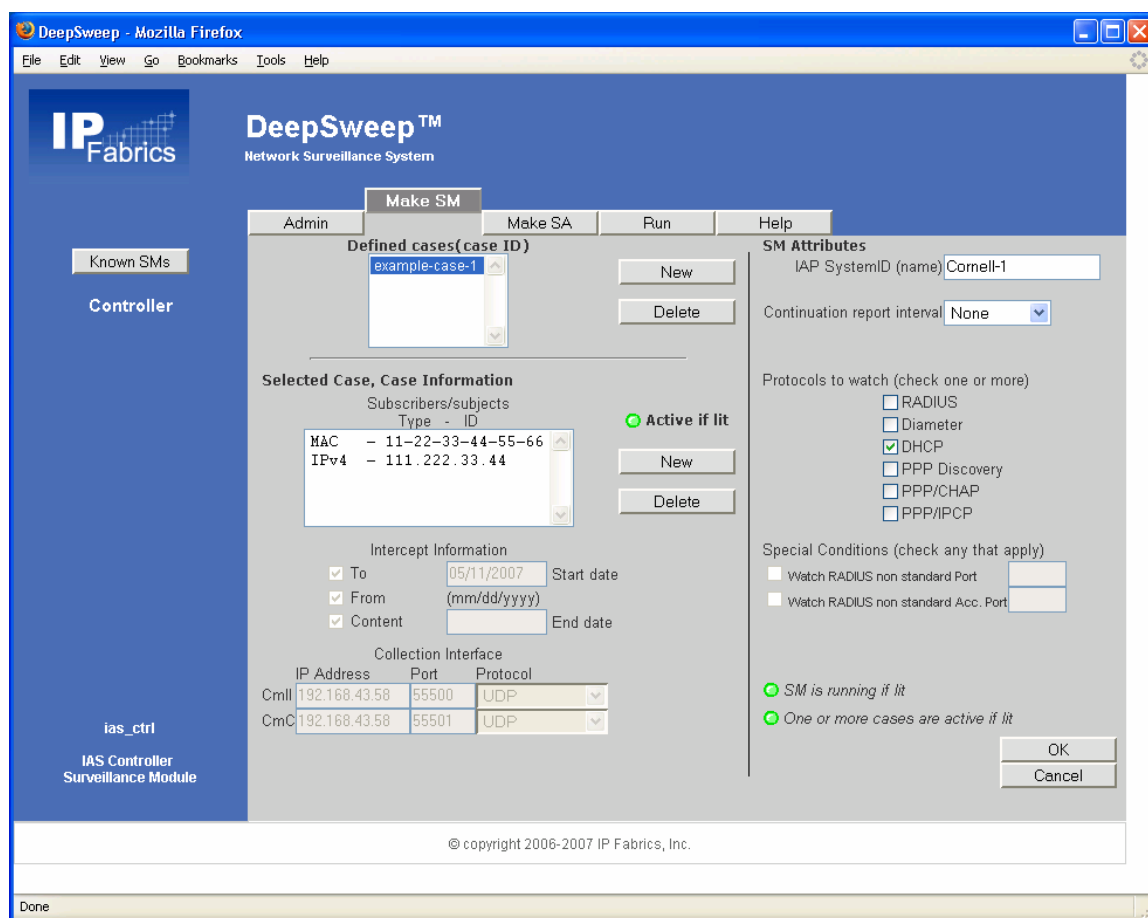 DeepSweep - Mozilla Firefox
File Edit View Go Bookmarks Tools Help
IP Fabrics
DeepSweep™
Network Surveillance System
Make SM
Admin Make SA Run Help
Known SMs
Controller
ias_ctrl
IAS Controller
Surveillance Module
Defined cases(case ID)
example-case-1
New
Delete
Selected Case, Case Information
Subscribers/subjects
Type - ID
Active if lit
MAC - 11-22-33-44-55-66
IPv4 - 111.222.33.44
New
Delete
Intercept Information
To 05/11/2007 Start date
From (mm/dd/yyyy)
Content End date
Collection Interface
IP Address Port Protocol
CmII 192.168.43.58 55500 UDP
CmC 192.168.43.58 55501 UDP
SM Attributes
IAP SystemID (name) Cornell-1
Continuation report interval None
Protocols to watch (check one or more)
RADIUS
Diameter
DHCP
PPP Discovery
PPP/CHAP
PPP/IPCP
Special Conditions (check any that apply)
Watch RADIUS non standard Port
Watch RADIUS non standard Acc. Port
SM is running if lit
One or more cases are active if lit
OK
Cancel
© copyright 2006-2007 IP Fabrics, Inc.
Done